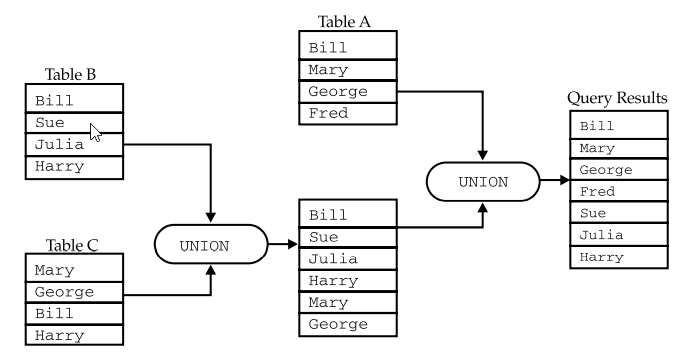 Table A
Bill
Mary
George
Fred
Table B
Bill
Sue
Julia
Harry
Table C
Mary
George
Bill
Harry
UNION
Bill
Sue
Julia
Harry
Mary
George
UNION
Query Results
Bill
Mary
George
Fred
Sue
Julia
Harry